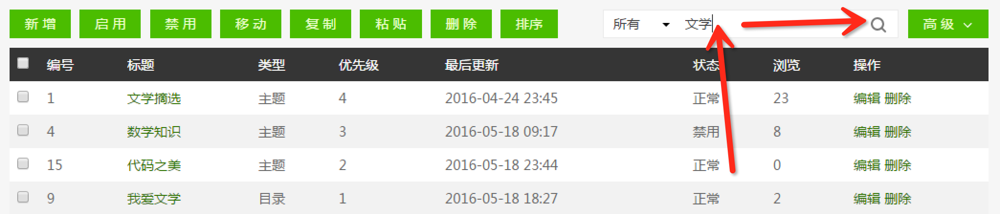 新 增 启 用 禁 用 移 动 复 制 粘 贴 删 除 排序 所有 文学 高 级
编号 标题 类型 优先级 最后更新 状态 浏览 操作
1 文学摘选 主题 4 2016-04-24 23:45 正常 23 编辑 删除
4 数学知识 主题 3 2016-05-18 09:17 禁用 8 编辑 删除
15 代码之美 主题 2 2016-05-18 23:44 正常 0 编辑 删除
9 我爱文学 目录 1 2016-05-18 18:27 正常 2 编辑 删除